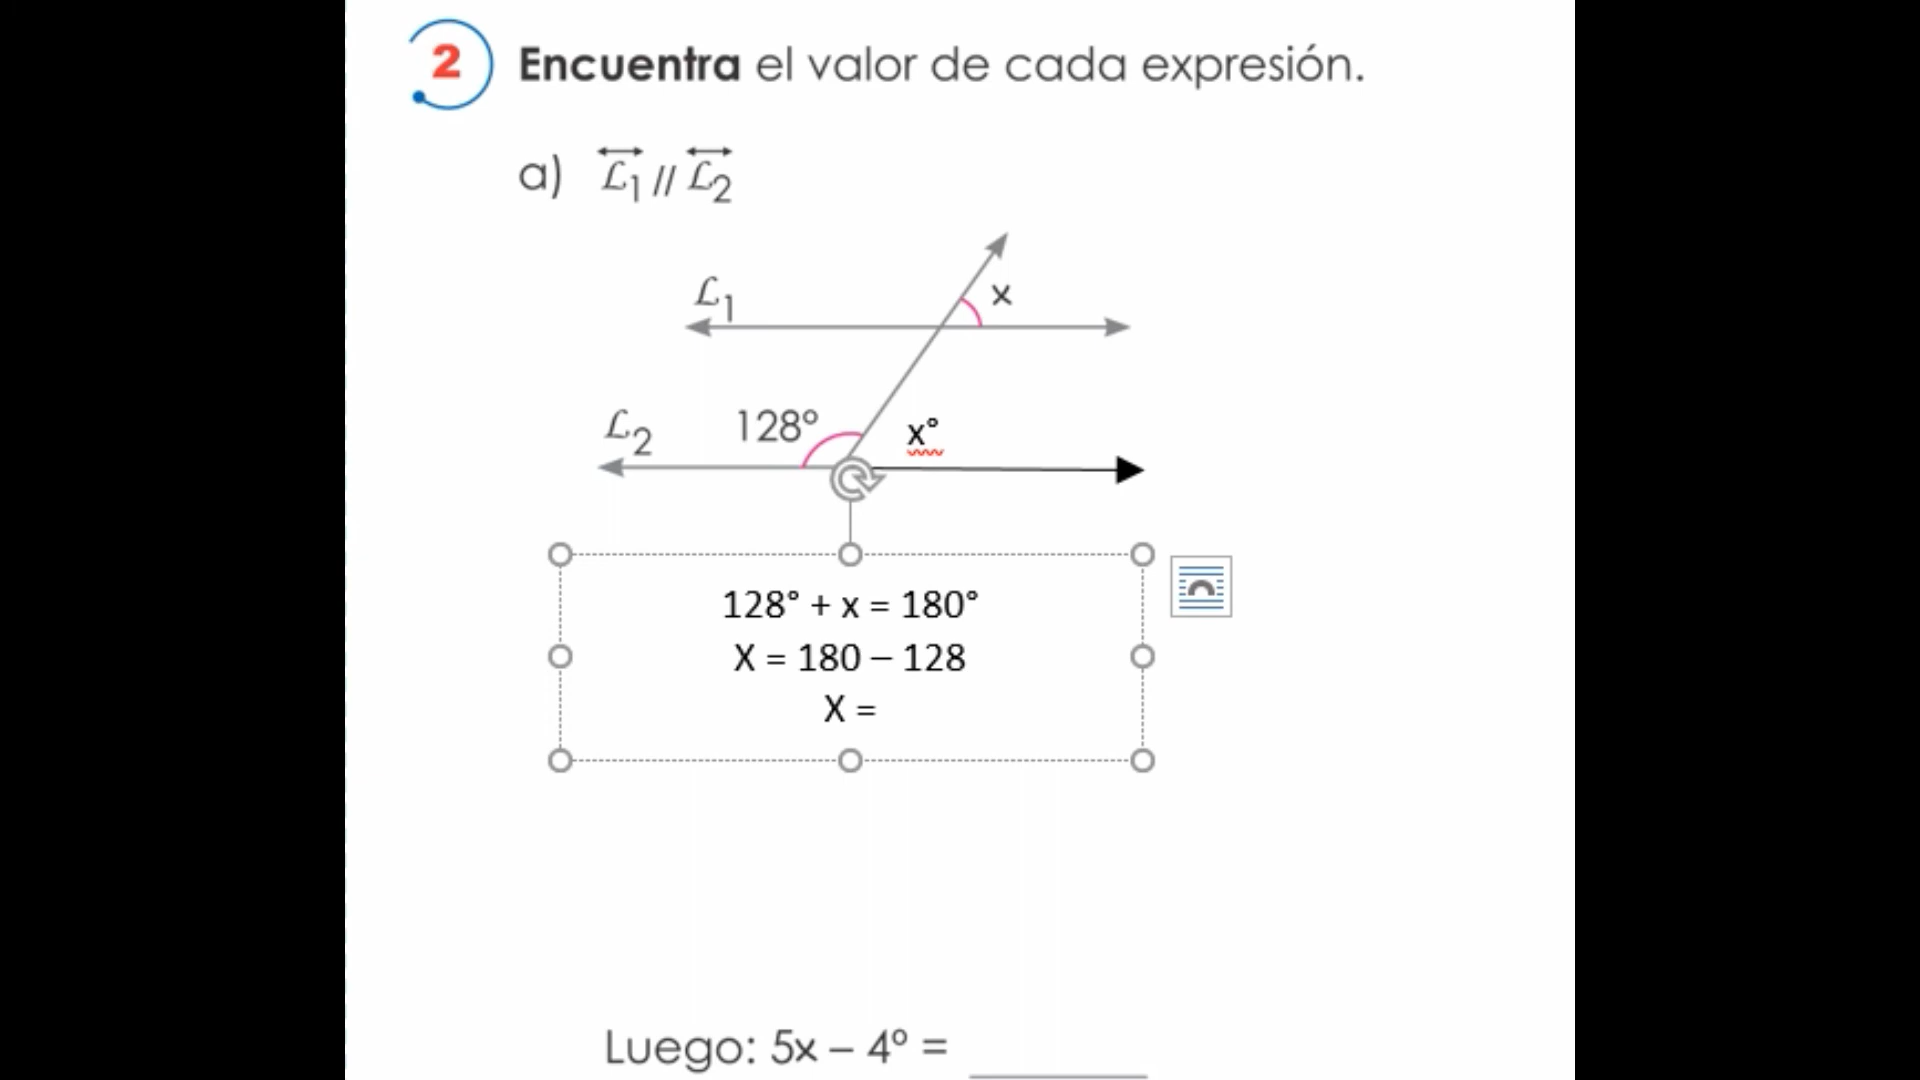 2 Encuentra el valor de cada expresión.
a) ℒ1 // ℒ2
x
ℒ1
ℒ2 128° x°
128° + x = 180°
X = 180 – 128
X =
Luego: 5x – 4° = ____